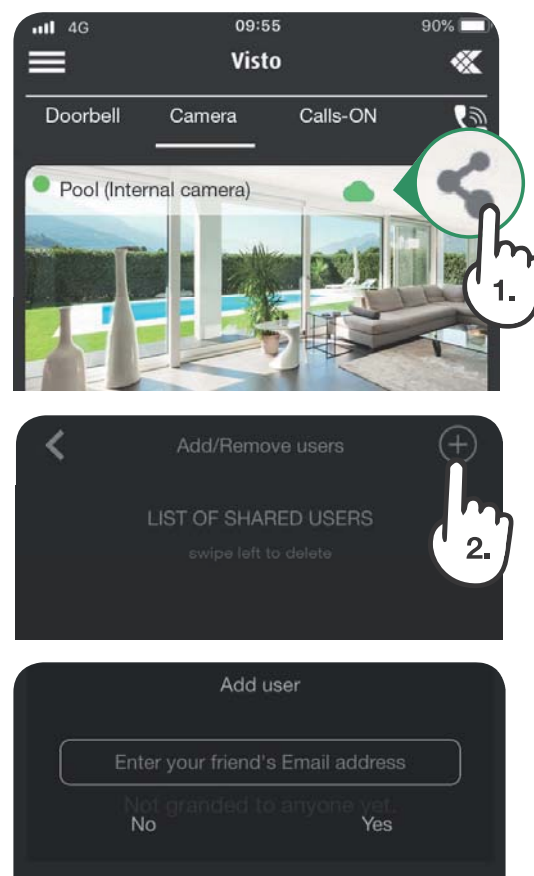 4G 09:55 90%
Visto
Doorbell Camera Calls-ON
Pool (Internal camera)
1.
Add/Remove users
LIST OF SHARED USERS
swipe left to delete
2.
Add user
Enter your friend's Email address
Not granded to anyone yet.
No Yes